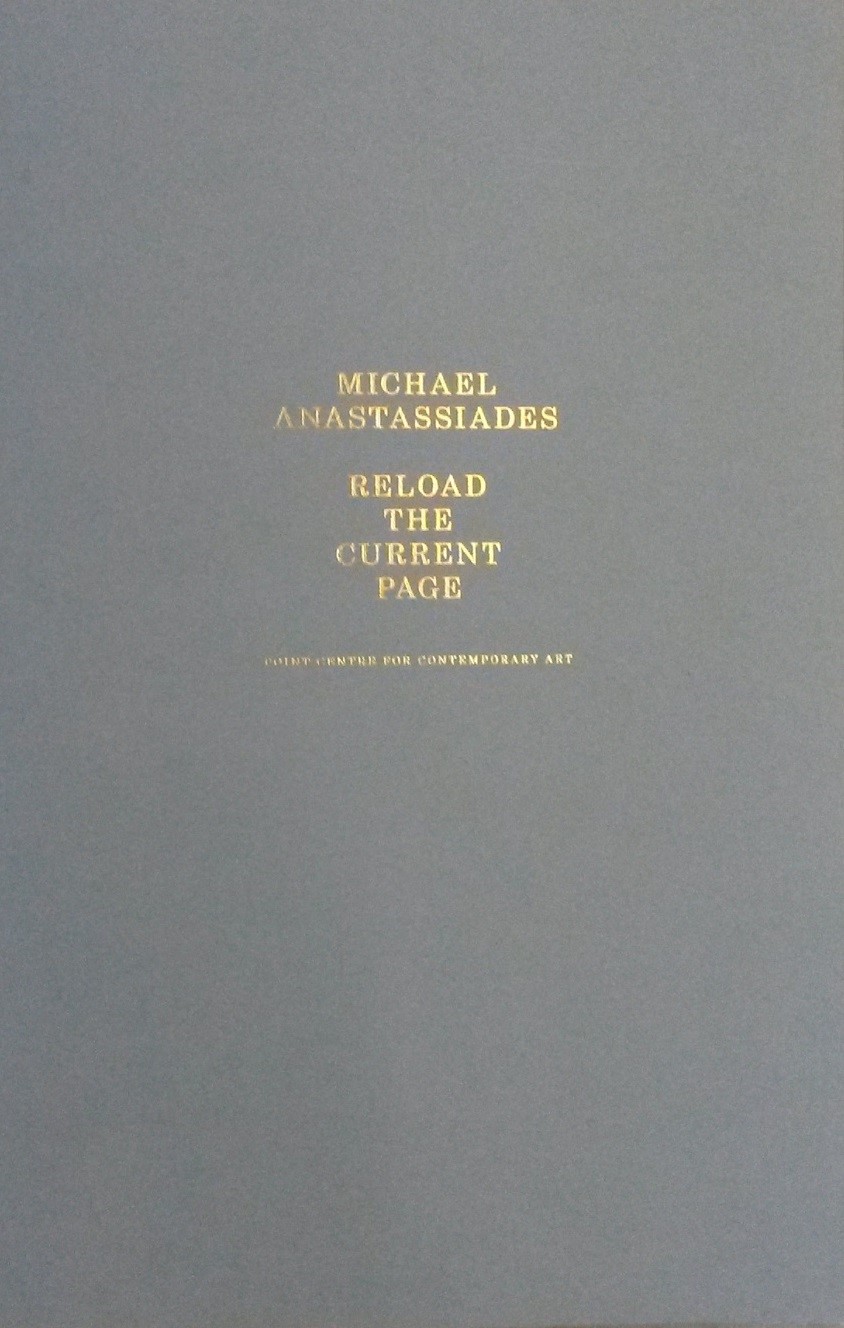 MICHAEL
ANASTASSIADES
RELOAD
THE
CURRENT
PAGE
POINT CENTRE FOR CONTEMPORARY ART